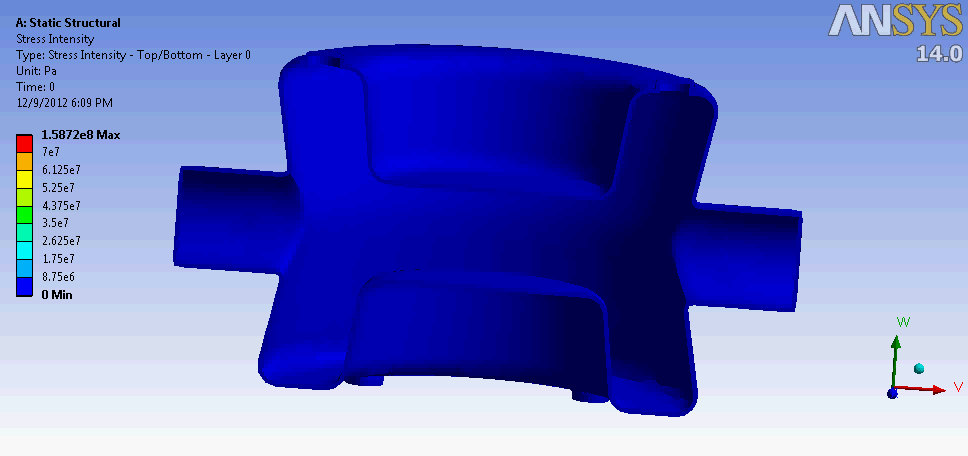 A: Static Structural
Stress Intensity
Type: Stress Intensity - Top/Bottom - Layer 0
Unit: Pa
Time: 0
12/9/2012 6:09 PM
ANSYS
14.0
1.5872e8 Max
7e7
6.125e7
5.25e7
4.375e7
3.5e7
2.625e7
1.75e7
8.75e6
0 Min
W
V